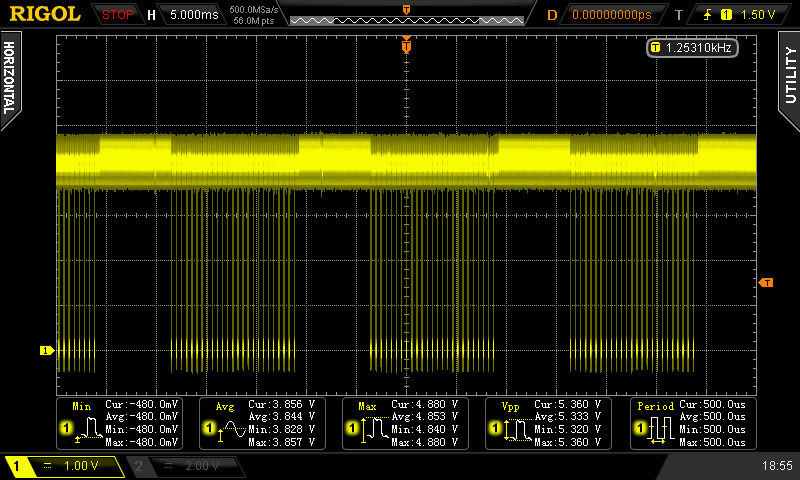 RIGOL STOP H 5.000ms 500.0MSa/s 56.0M pts D 0.00000000ps T 1 1.50 V
HORIZONTAL
UTILITY
T
T 1.25310kHz
T
1
Min Cur:-480.0mV
Avg:-480.0mV
1 Min:-480.0mV
Max:-480.0mV
Avg Cur:3.856 V
Avg:3.844 V
1 Min:3.828 V
Max:3.857 V
Max Cur:4.880 V
Avg:4.853 V
1 Min:4.840 V
Max:4.880 V
Vpp Cur:5.360 V
Avg:5.333 V
1 Min:5.320 V
Max:5.360 V
Period Cur:500.0us
Avg:500.0us
1 Min:500.0us
Max:500.0us
1 1.00 V 2 2.00 V 18:55